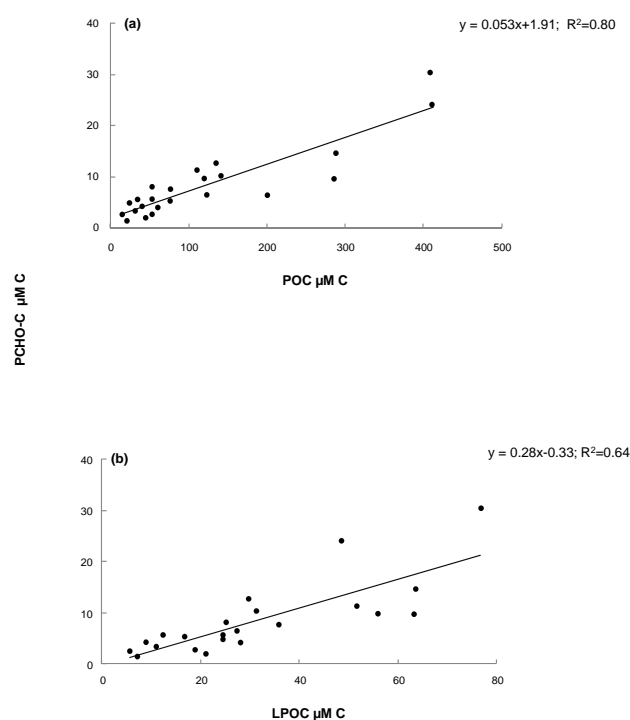 (a)
y = 0.053x+1.91; R²=0.80
40
30
20
10
0
0 100 200 300 400 500
POC µM C
PCHO-C µM C
(b)
y = 0.28x-0.33; R²=0.64
40
30
20
10
0
0 20 40 60 80
LPOC µM C